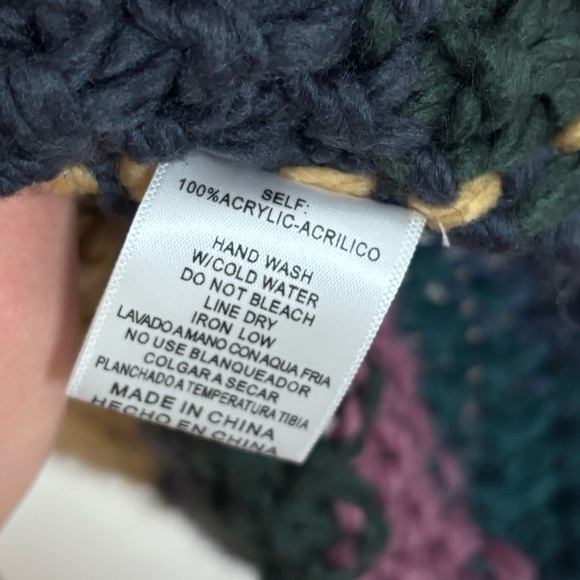 SELF:
100%ACRYLIC-ACRILICO
HAND WASH
W/COLD WATER
DO NOT BLEACH
LINE DRY
IRON LOW
LAVADO A MANO CON AQUA FRIA
NO USE BLANQUEADOR
COLGAR A SECAR
PLANCHADO A TEMPERATURA TIBIA
MADE IN CHINA
HECHO EN CHINA